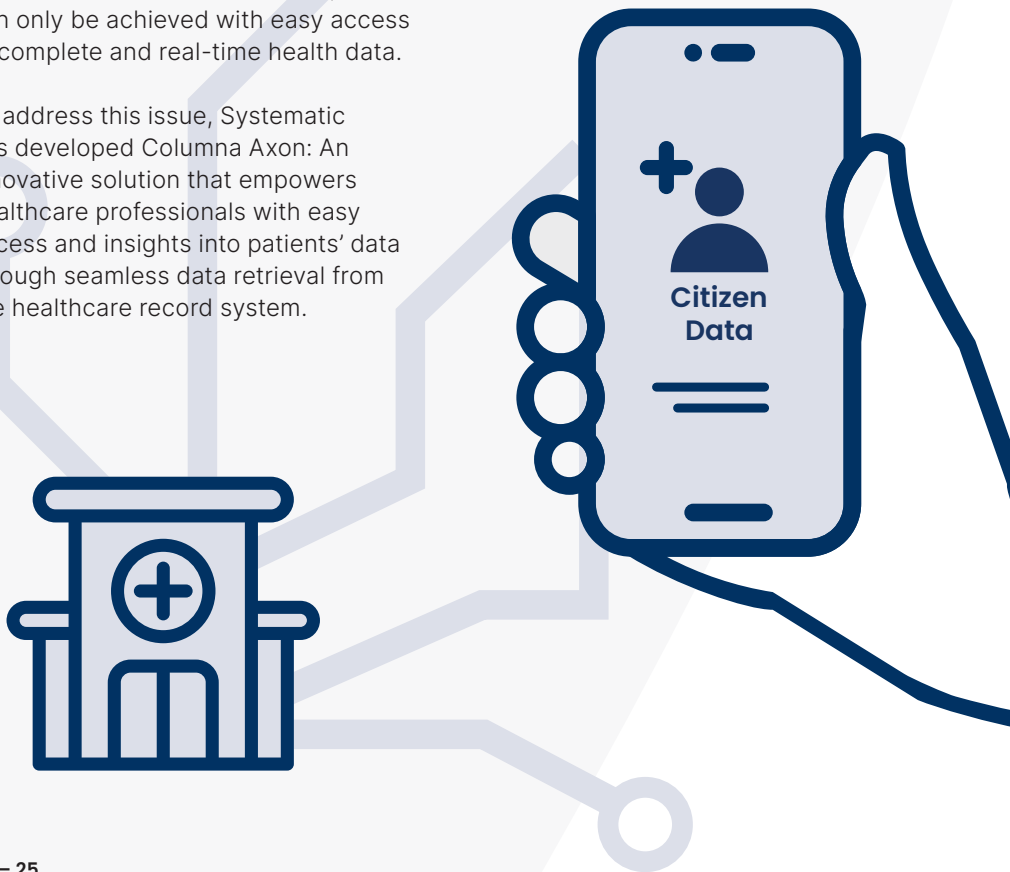 n only be achieved with easy access
complete and real-time health data.
address this issue, Systematic
s developed Columna Axon: An
ovative solution that empowers
althcare professionals with easy
cess and insights into patients’ data
ough seamless data retrieval from
e healthcare record system.
Citizen
Data
– 25